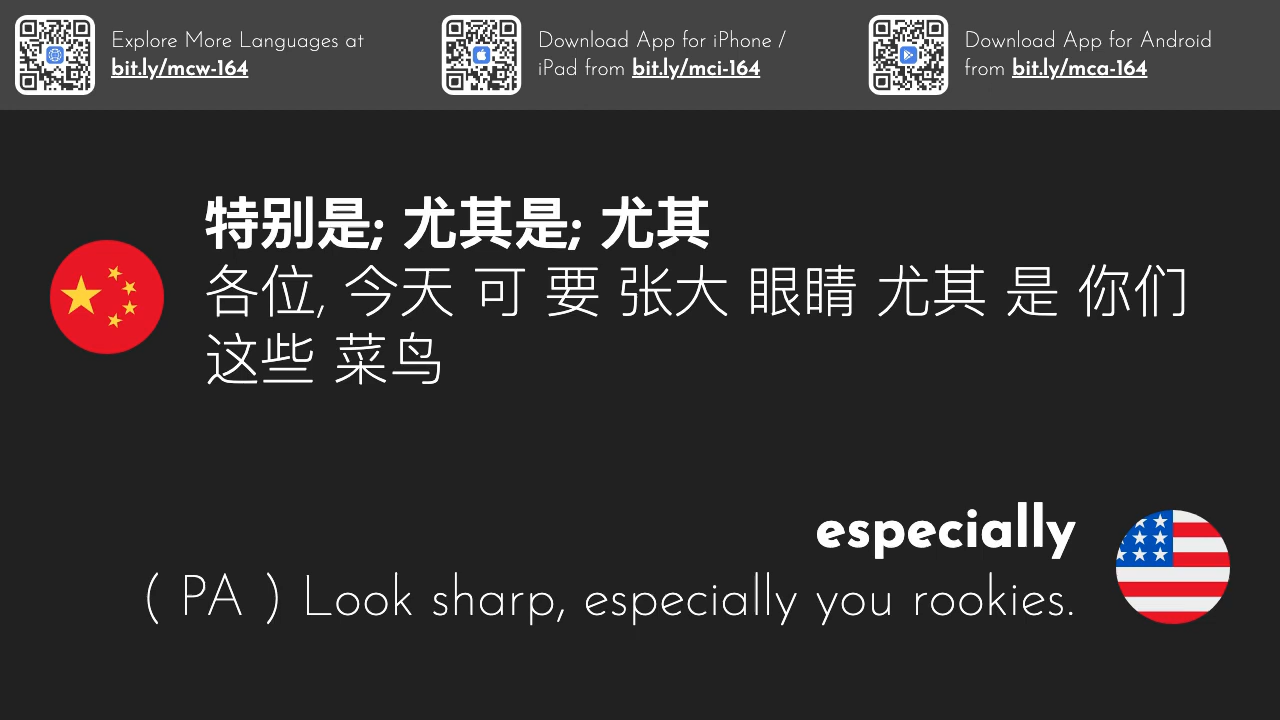 Explore More Languages at
bit.ly/mcw-164
Download App for iPhone /
iPad from bit.ly/mci-164
Download App for Android
from bit.ly/mca-164
特别是; 尤其是; 尤其
各位, 今天 可 要 张大 眼睛 尤其 是 你们
这些 菜鸟
especially
( PA ) Look sharp, especially you rookies.